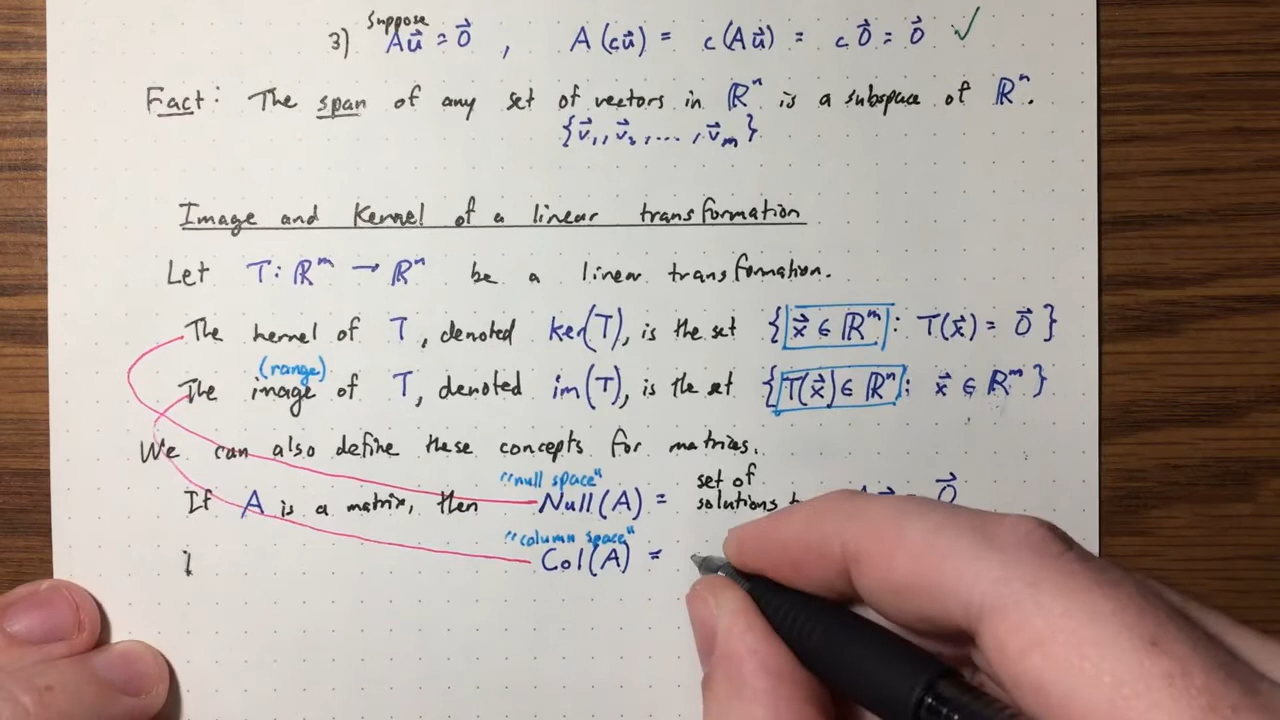 3) Suppose Au⃗ = 0⃗ , A(cu⃗) = c(Au⃗) = c0⃗ = 0⃗ ✓
Fact: The span of any set of vectors in ℝⁿ is a subspace of ℝⁿ.
{v⃗₁, v⃗₂, ..., v⃗ₘ}
Image and Kernel of a linear transformation
Let T: ℝᵐ → ℝⁿ be a linear transformation.
The kernel of T, denoted ker(T), is the set {x⃗ ∈ ℝᵐ : T(x⃗) = 0⃗}
(range)
The image of T, denoted im(T), is the set {T(x⃗) ∈ ℝⁿ : x⃗ ∈ ℝᵐ}
We can also define these concepts for matrices.
"null space"
If A is a matrix, then Null(A) = set of solutions = 0⃗
"column space"
Col(A) =